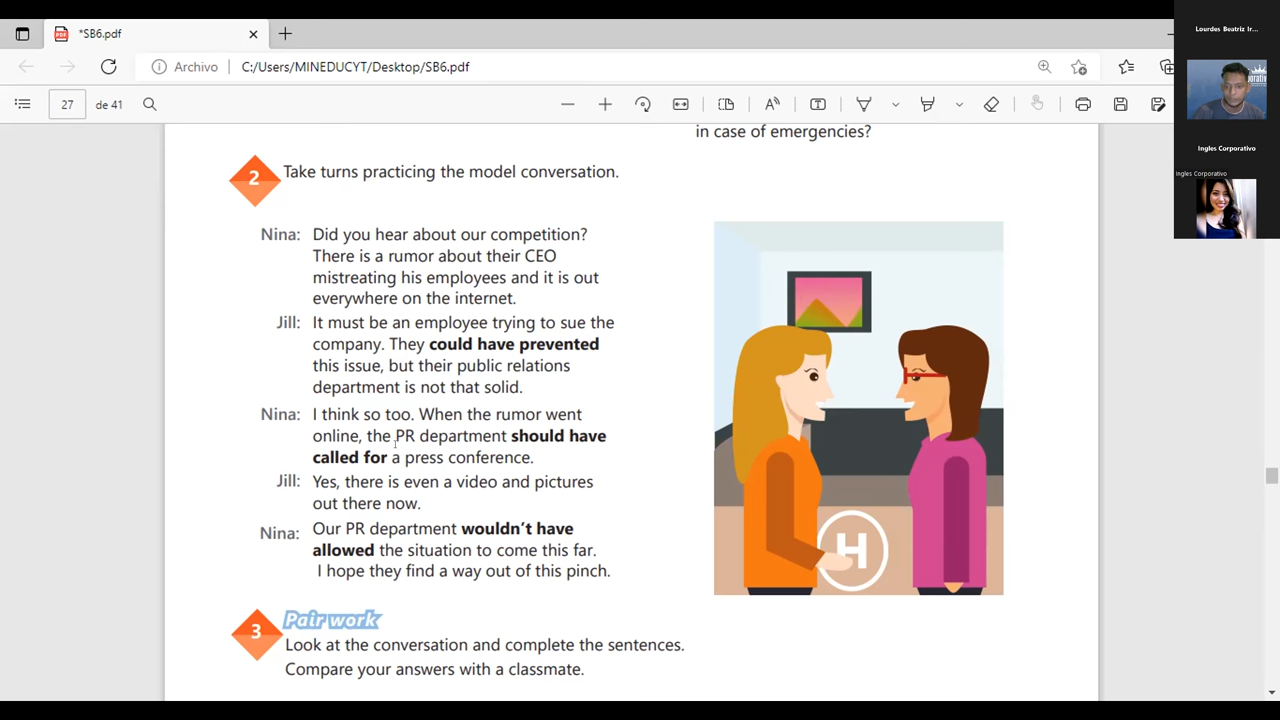 *SB6.pdf
Archivo
C:/Users/MINEDUCYT/Desktop/SB6.pdf
27
de 41
in case of emergencies?
2
Take turns practicing the model conversation.
Nina: Did you hear about our competition?
There is a rumor about their CEO
mistreating his employees and it is out
everywhere on the internet.
Jill: It must be an employee trying to sue the
company. They could have prevented
this issue, but their public relations
department is not that solid.
Nina: I think so too. When the rumor went
online, the PR department should have
called for a press conference.
Jill: Yes, there is even a video and pictures
out there now.
Nina: Our PR department wouldn't have
allowed the situation to come this far.
I hope they find a way out of this pinch.
H
3
Pair work
Look at the conversation and complete the sentences.
Compare your answers with a classmate.
Lourdes Beatriz Ir...
Ingles Corporativo
Ingles Corporativo